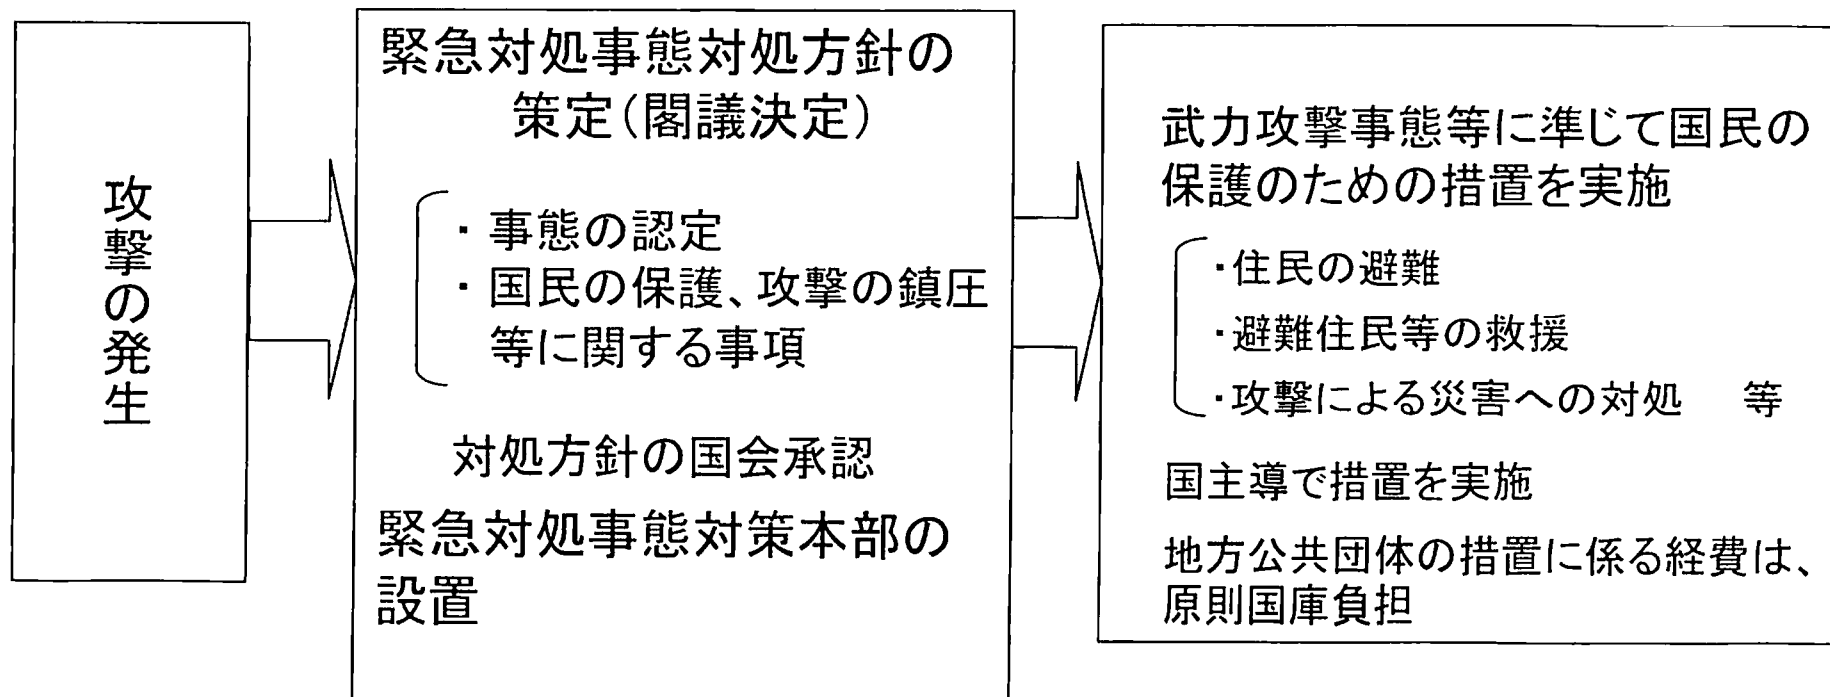 攻撃の発生
緊急対処事態対処方針の
策定（閣議決定）
・事態の認定
・国民の保護、攻撃の鎮圧
等に関する事項
対処方針の国会承認
緊急対処事態対策本部の
設置
武力攻撃事態等に準じて国民の
保護のための措置を実施
・住民の避難
・避難住民等の救援
・攻撃による災害への対処　等
国主導で措置を実施
地方公共団体の措置に係る経費は、
原則国庫負担